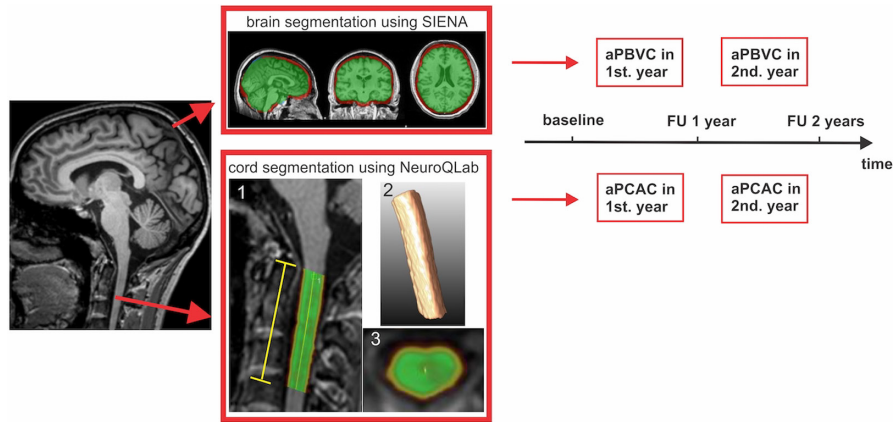 brain segmentation using SIENA
cord segmentation using NeuroQLab
1
2
3
aPBVC in
1st. year
aPBVC in
2nd. year
baseline
FU 1 year
FU 2 years
time
aPCAC in
1st. year
aPCAC in
2nd. year